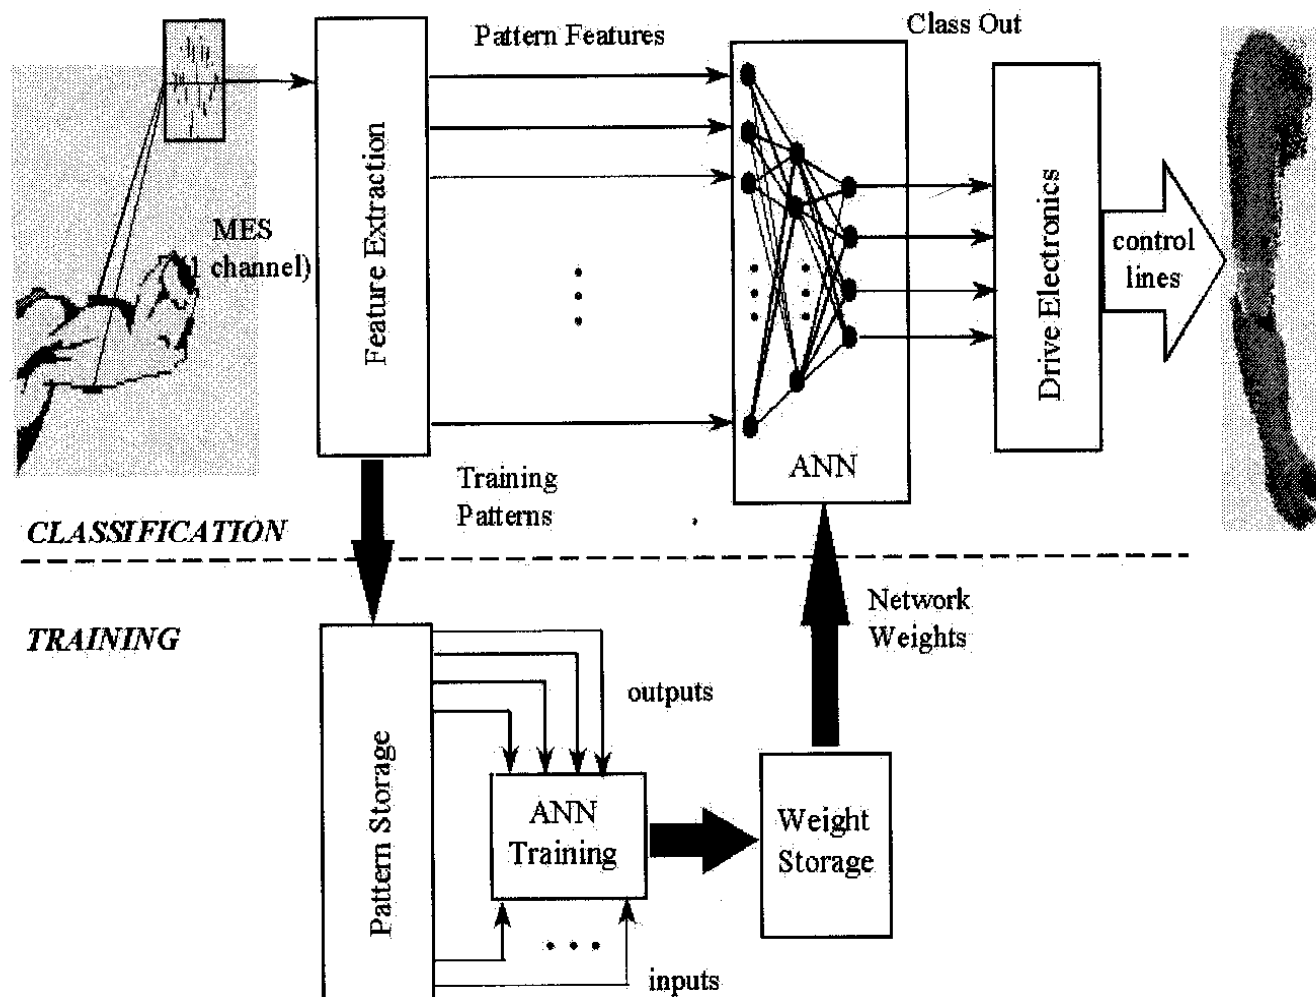 Pattern Features
Class Out
Feature Extraction
MES
(1 channel)
Drive Electronics
control
lines
ANN
Training
Patterns
CLASSIFICATION
TRAINING
Network
Weights
Pattern Storage
outputs
ANN
Training
Weight
Storage
inputs